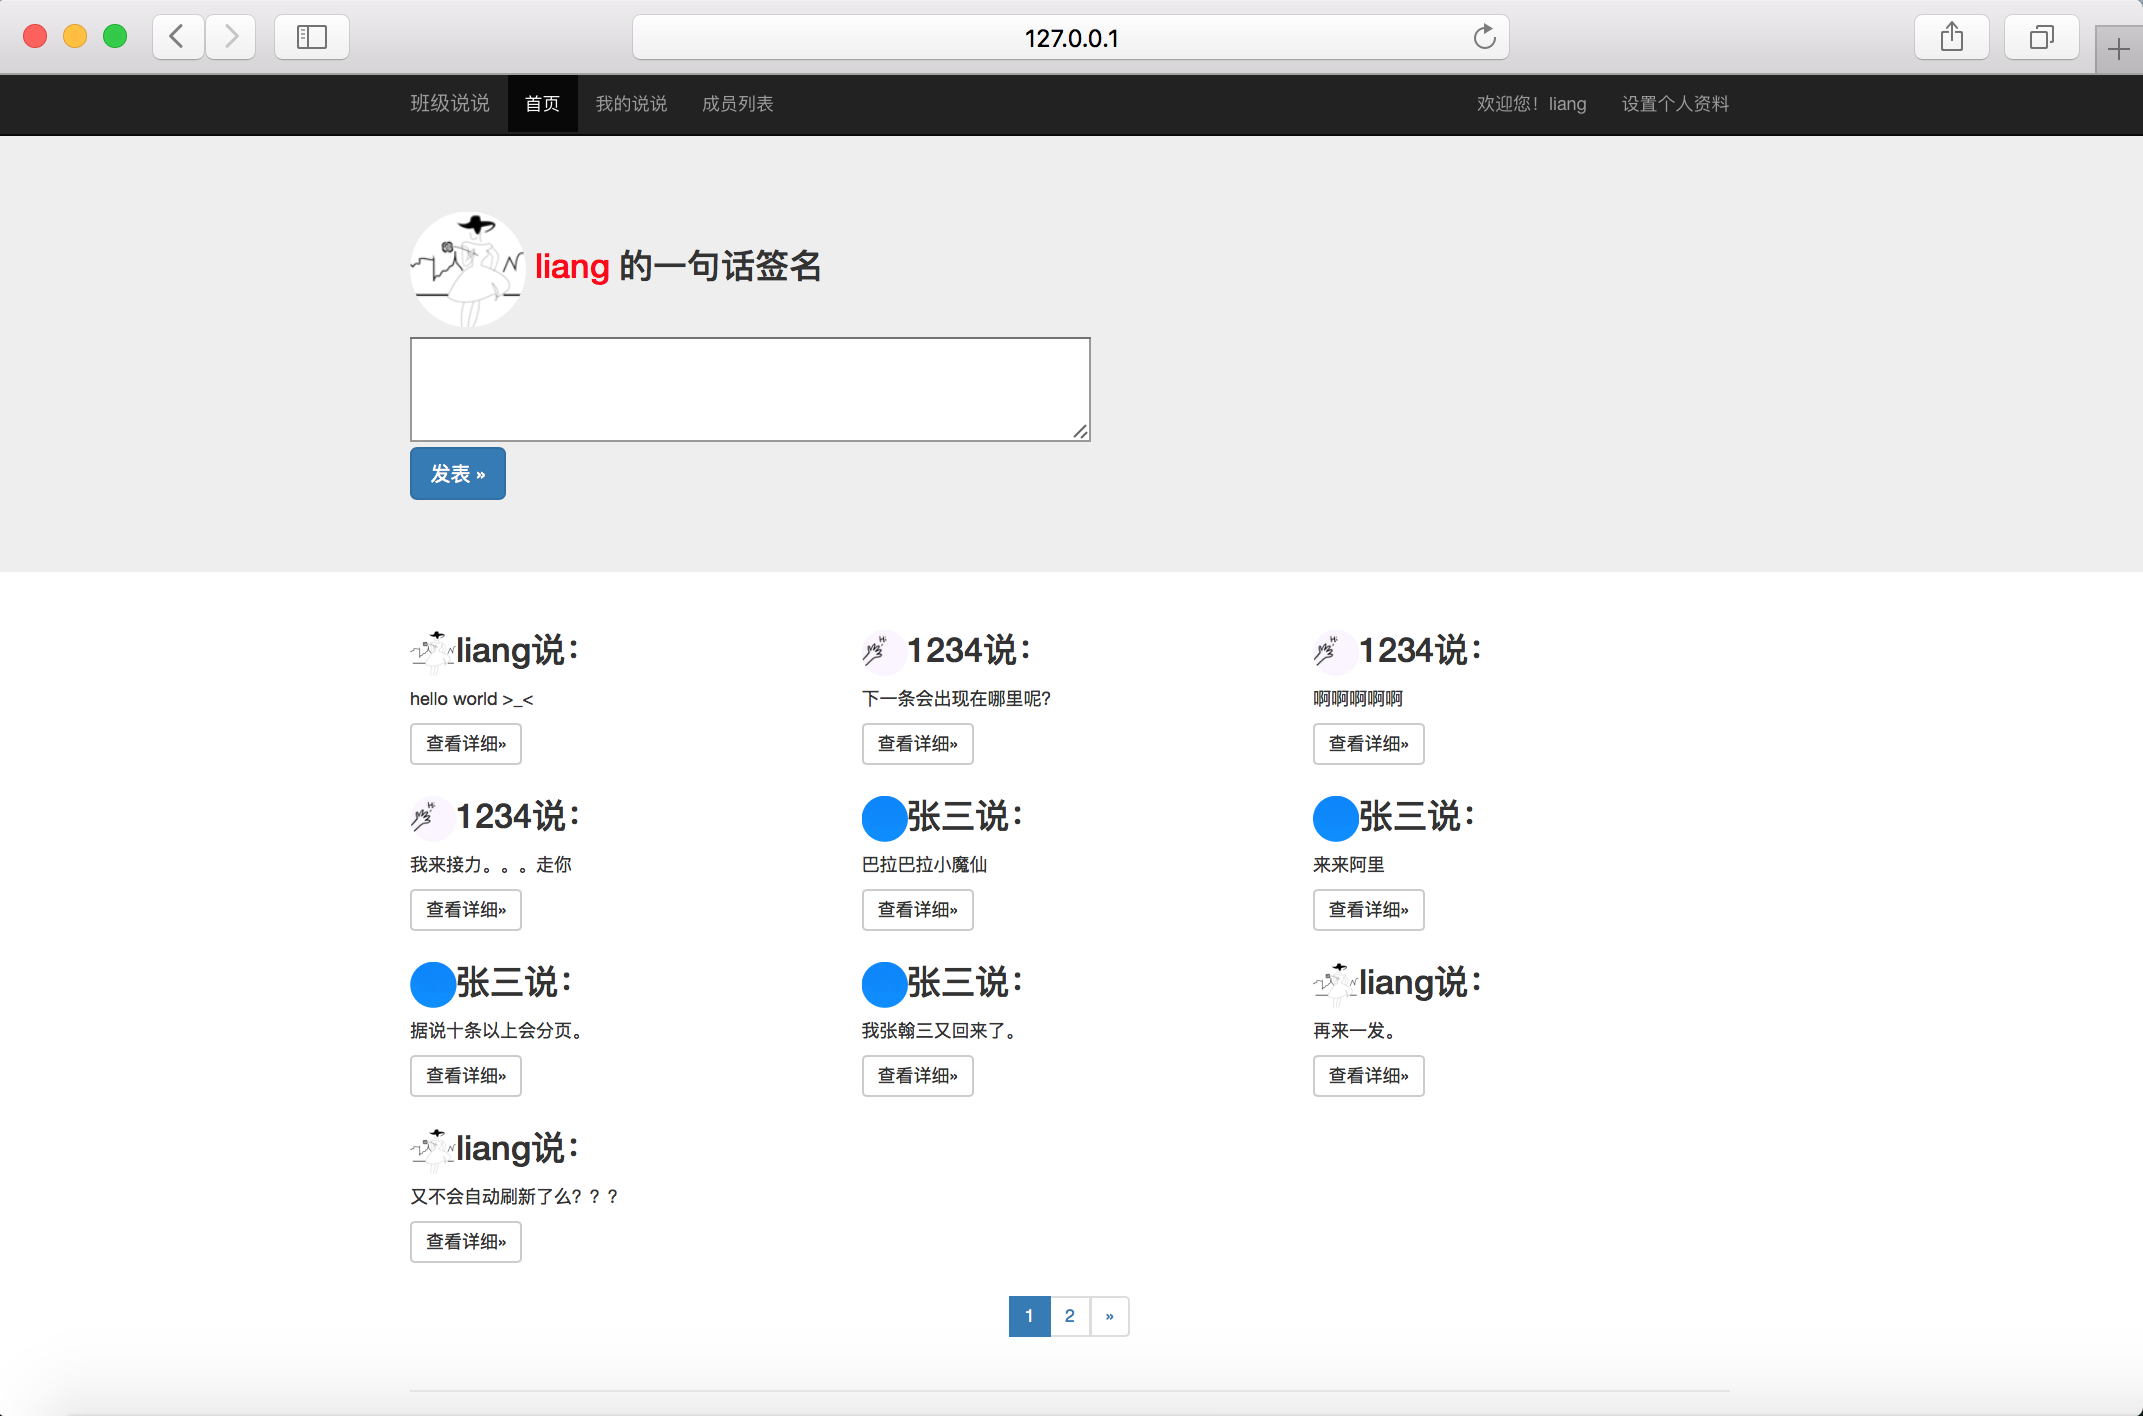 127.0.0.1
班级说说 首页 我的说说 成员列表 欢迎您！liang 设置个人资料
liang 的一句话签名
发表 »
liang说：
hello world >_<
查看详细»
1234说：
下一条会出现在哪里呢？
查看详细»
1234说：
啊啊啊啊啊
查看详细»
1234说：
我来接力。。。走你
查看详细»
张三说：
巴拉巴拉小魔仙
查看详细»
张三说：
来来阿里
查看详细»
张三说：
据说十条以上会分页。
查看详细»
张三说：
我张翰三又回来了。
查看详细»
liang说：
再来一发。
查看详细»
liang说：
又不会自动刷新了么？？？
查看详细»
1 2 »